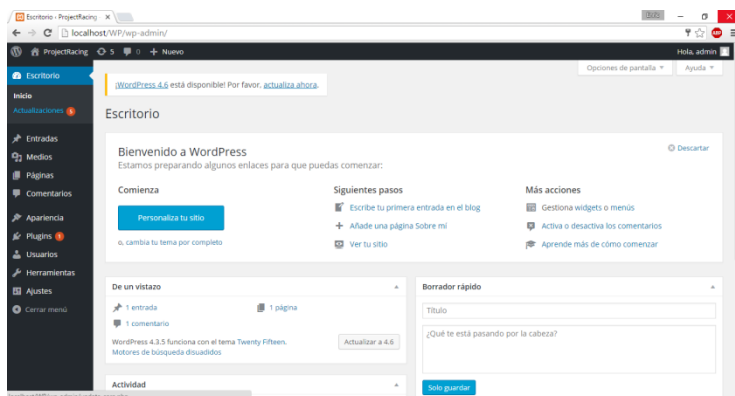 Escritorio ‹ ProjectRacing
localhost/WP/wp-admin/
ProjectRacing 5 0 + Nuevo Hola, admin
Opciones de pantalla Ayuda
Escritorio
Inicio
Actualizaciones
Entradas
Medios
Páginas
Comentarios
Apariencia
Plugins
Usuarios
Herramientas
Ajustes
Cerrar menú
¡WordPress 4.6 está disponible! Por favor, actualiza ahora.
Escritorio
Bienvenido a WordPress
Descartar
Estamos preparando algunos enlaces para que puedas comenzar:
Comienza
Personaliza tu sitio
o, cambia tu tema por completo
Siguientes pasos
Escribe tu primera entrada en el blog
Añade una página Sobre mí
Ver tu sitio
Más acciones
Gestiona widgets o menús
Activa o desactiva los comentarios
Aprende más de cómo comenzar
De un vistazo
1 entrada 1 página
1 comentario
WordPress 4.3.5 funciona con el tema Twenty Fifteen.
Actualizar a 4.6
Motores de búsqueda disuadidos
Actividad
Borrador rápido
Título
¿Qué te está pasando por la cabeza?
Solo guardar